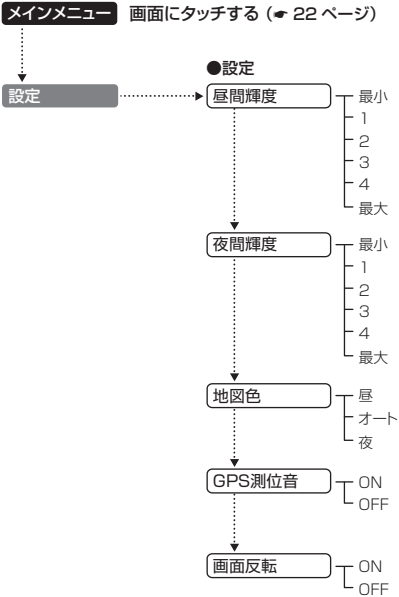 メインメニュー 画面にタッチする (☛ 22 ページ)
●設定
設定
昼間輝度
最小
1
2
3
4
最大
夜間輝度
最小
1
2
3
4
最大
地図色
昼
オート
夜
GPS測位音
ON
OFF
画面反転
ON
OFF